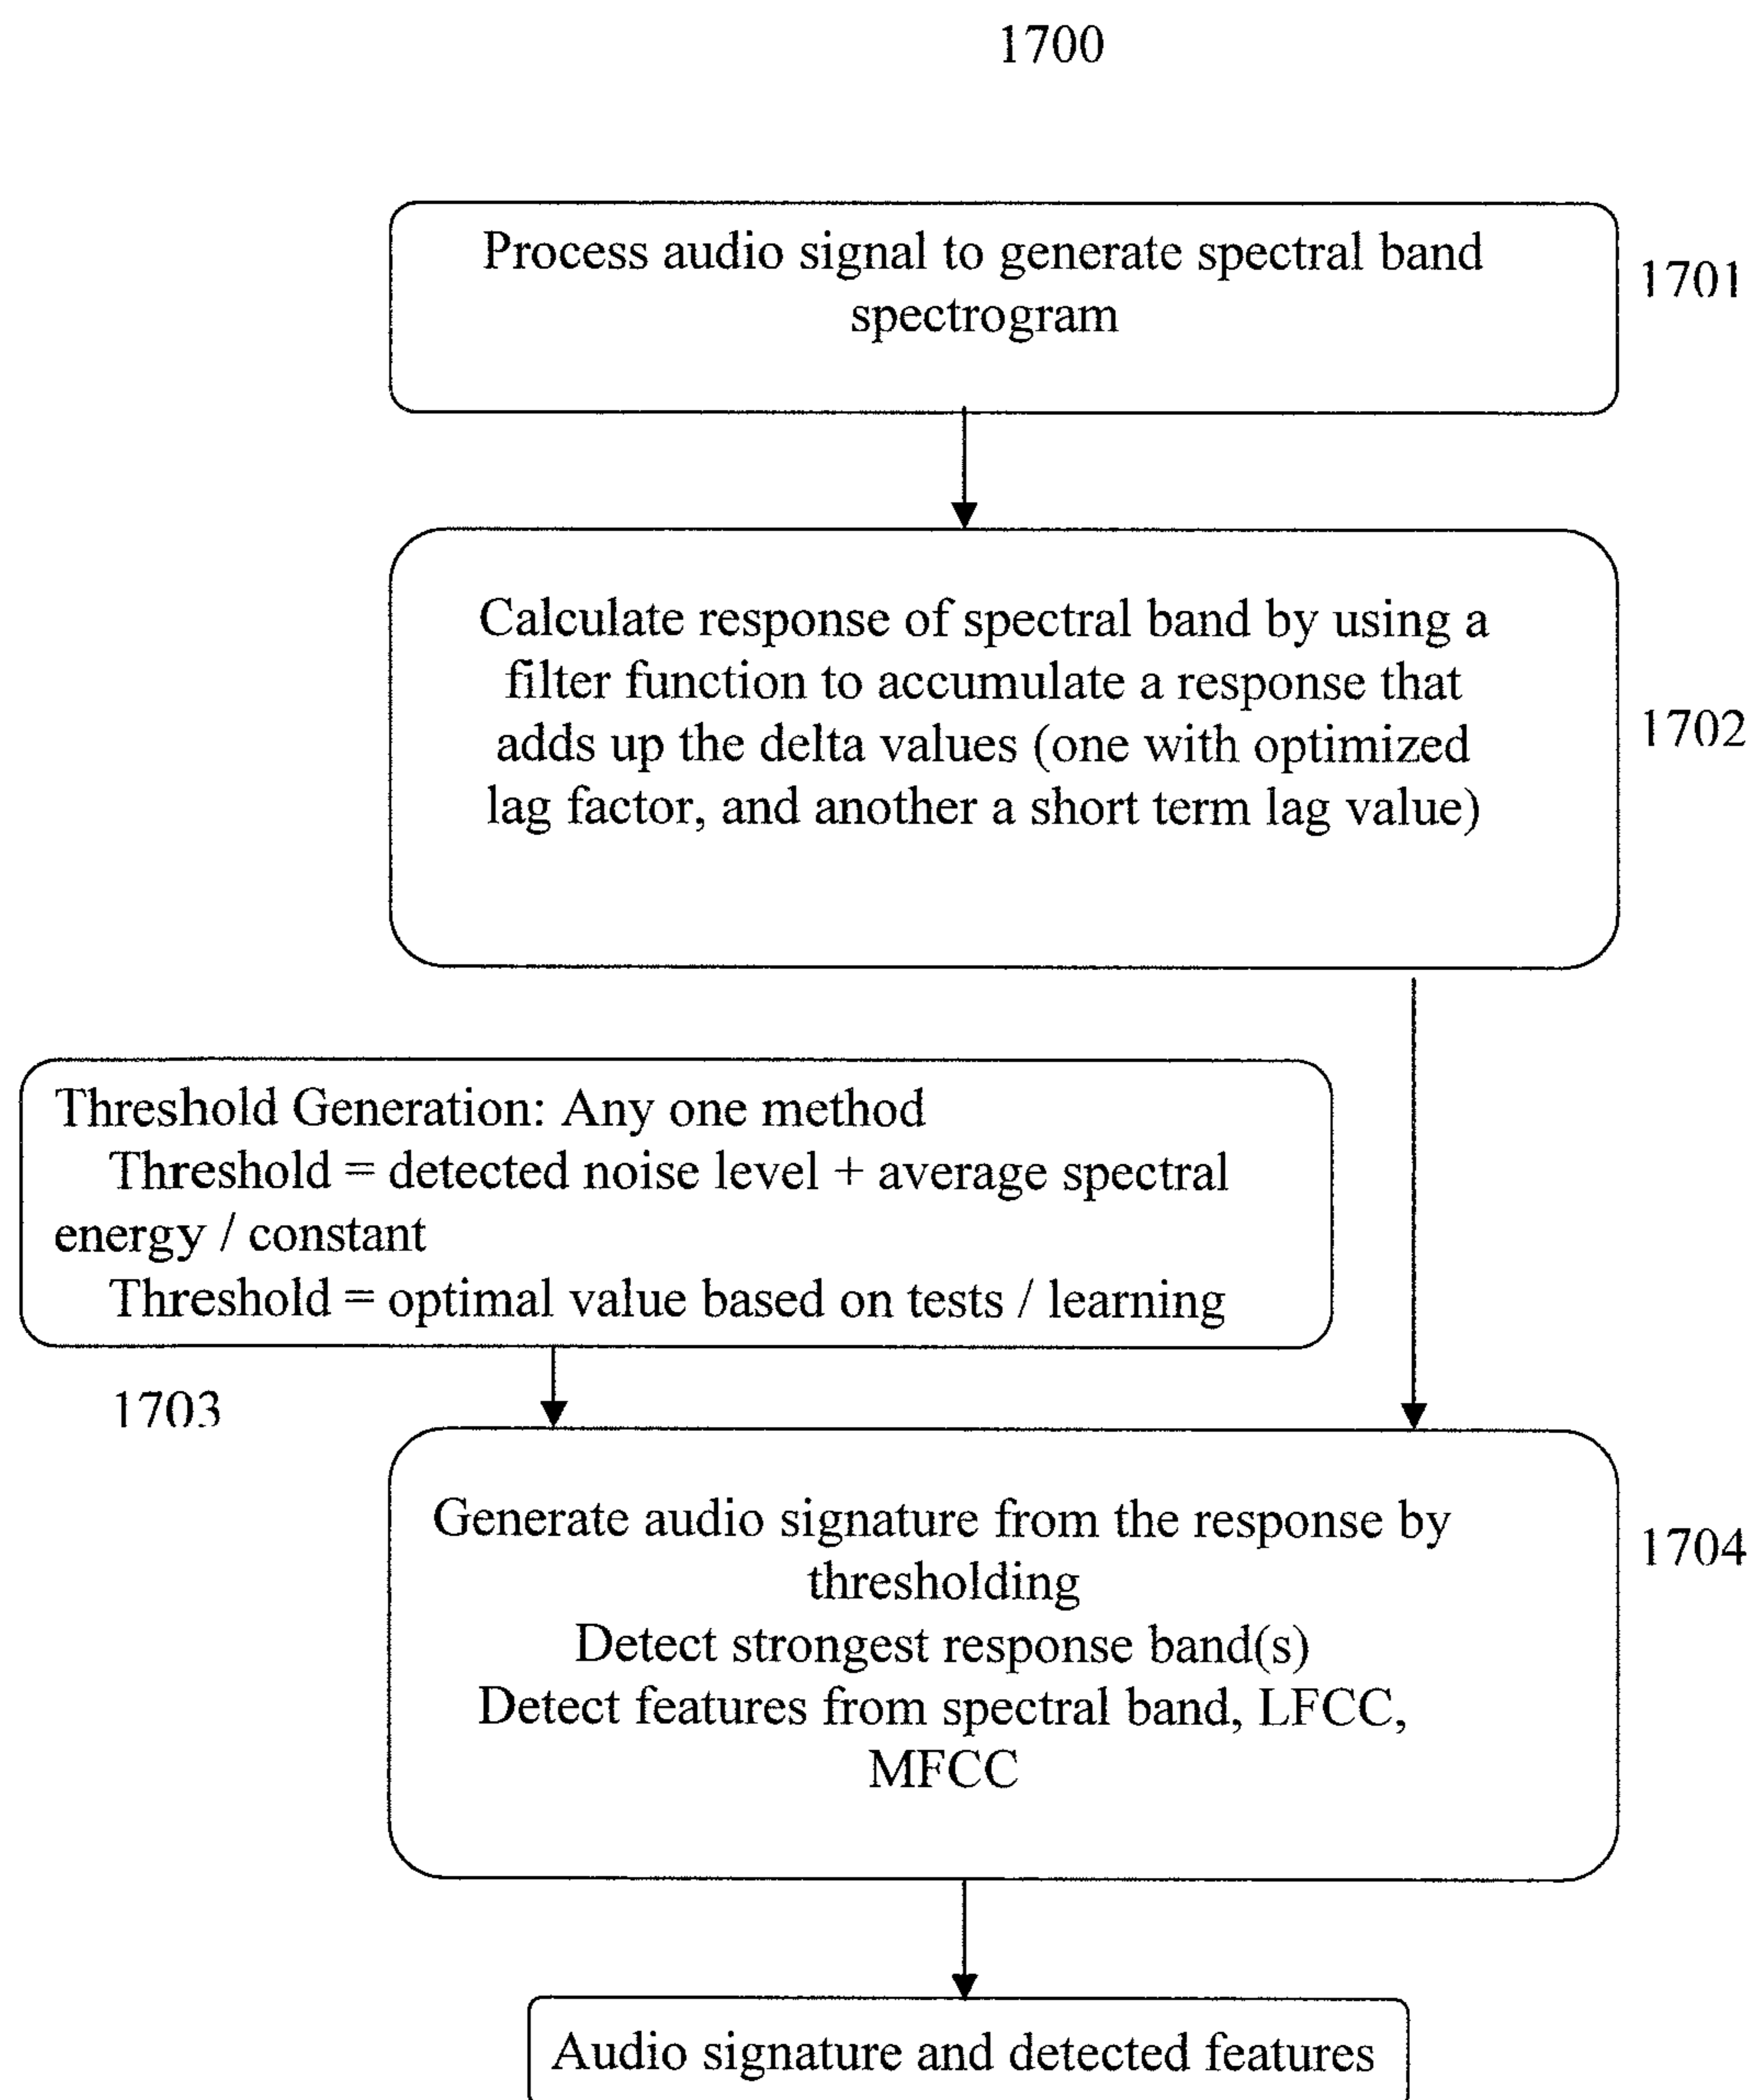 1700
Process audio signal to generate spectral band
spectrogram
1701
Calculate response of spectral band by using a
filter function to accumulate a response that
adds up the delta values (one with optimized
lag factor, and another a short term lag value)
1702
Threshold Generation: Any one method
Threshold = detected noise level + average spectral
energy / constant
Threshold = optimal value based on tests / learning
1703
Generate audio signature from the response by
thresholding
Detect strongest response band(s)
Detect features from spectral band, LFCC,
MFCC
1704
Audio signature and detected features